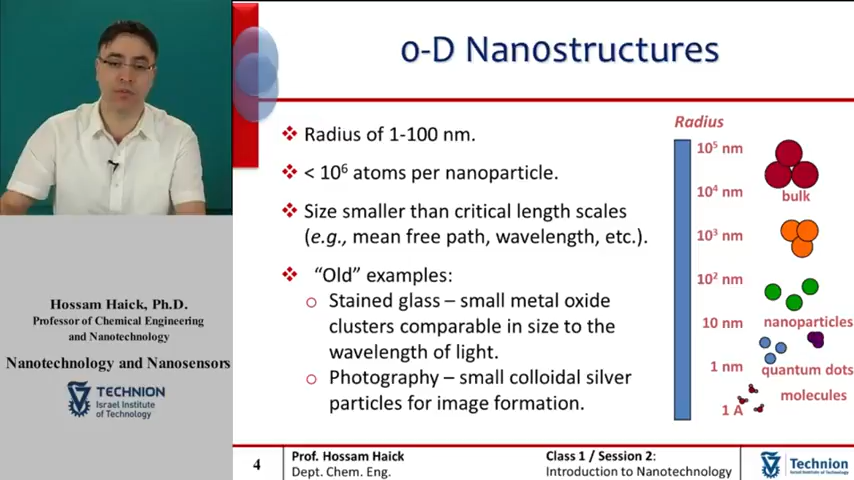 0-D Nanostructures
❖ Radius of 1-100 nm.
❖ < 10⁶ atoms per nanoparticle.
❖ Size smaller than critical length scales
(e.g., mean free path, wavelength, etc.).
❖ “Old” examples:
o Stained glass – small metal oxide
clusters comparable in size to the
wavelength of light.
o Photography – small colloidal silver
particles for image formation.
Radius
10⁵ nm
bulk
10⁴ nm
10³ nm
10² nm
10 nm
nanoparticles
1 nm
quantum dots
molecules
1 A
Hossam Haick, Ph.D.
Professor of Chemical Engineering
and Nanotechnology
Nanotechnology and Nanosensors
TECHNION
Israel Institute
of Technology
4
Prof. Hossam Haick
Dept. Chem. Eng.
Class 1 / Session 2:
Introduction to Nanotechnology
Technion
Israel Institute of Technology